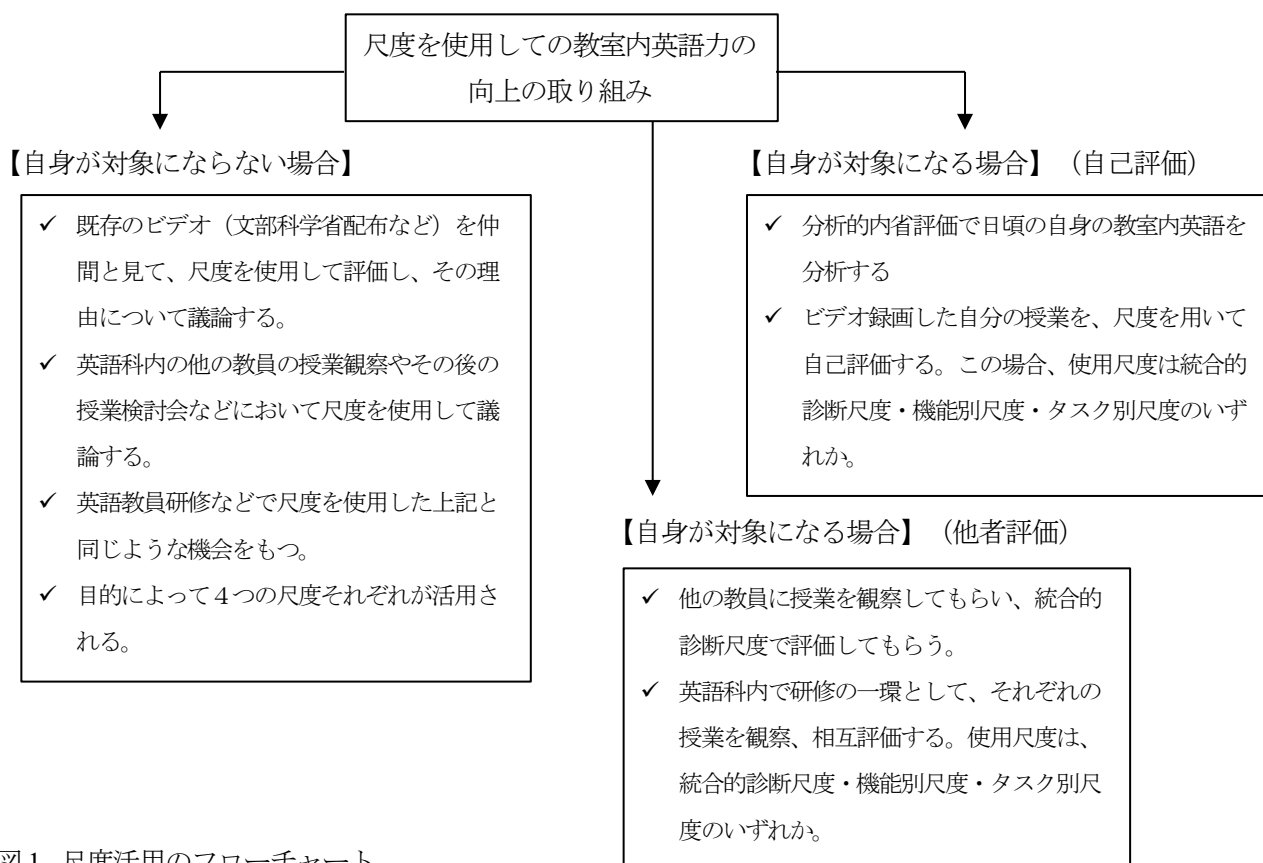 尺度を使用しての教室内英語力の
向上の取り組み
【自身が対象にならない場合】
✓ 既存のビデオ（文部科学省配布など）を仲
間と見て、尺度を使用して評価し、その理
由について議論する。
✓ 英語科内の他の教員の授業観察やその後の
授業検討会などにおいて尺度を使用して議
論する。
✓ 英語教員研修などで尺度を使用した上記と
同じような機会をもつ。
✓ 目的によって４つの尺度それぞれが活用さ
れる。
【自身が対象になる場合】（自己評価）
✓ 分析的内省評価で日頃の自身の教室内英語を
分析する
✓ ビデオ録画した自分の授業を、尺度を用いて
自己評価する。この場合、使用尺度は統合的
診断尺度・機能別尺度・タスク別尺度のいず
れか。
【自身が対象になる場合】（他者評価）
✓ 他の教員に授業を観察してもらい、統合的
診断尺度で評価してもらう。
✓ 英語科内で研修の一環として、それぞれの
授業を観察、相互評価する。使用尺度は、
統合的診断尺度・機能別尺度・タスク別尺
度のいずれか。
図１ 尺度活用のフローチャート